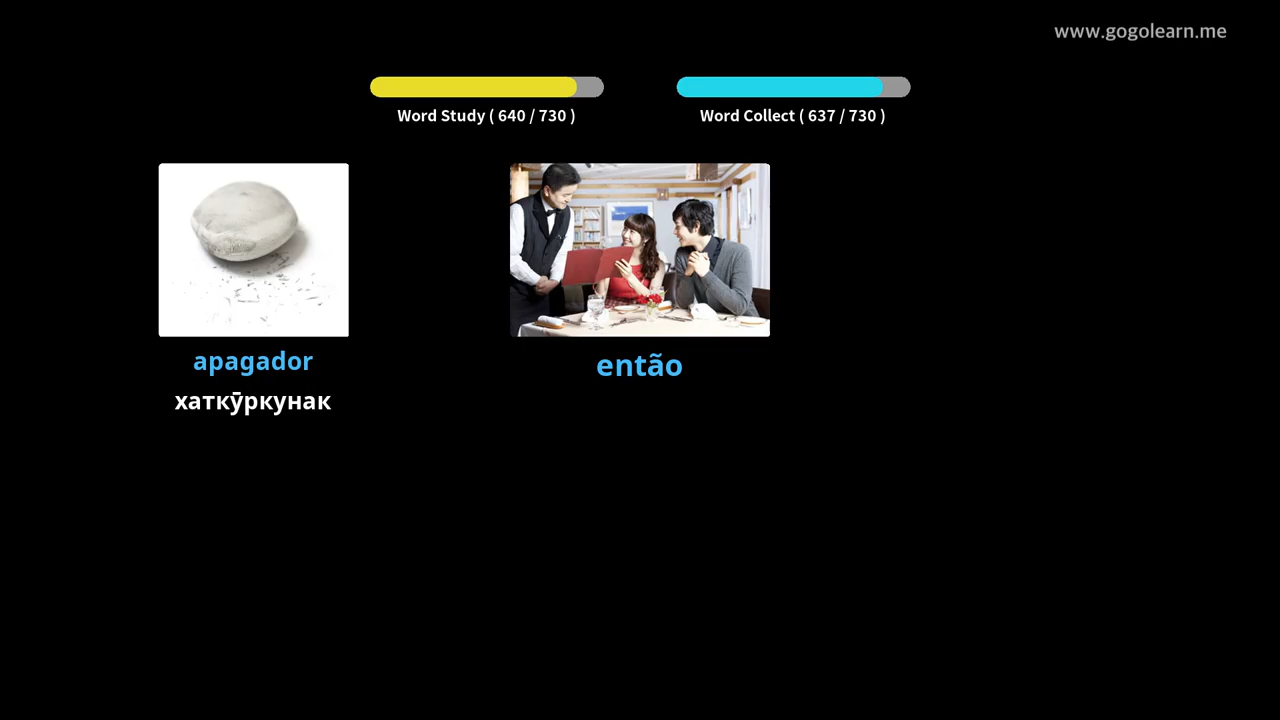 www.gogolearn.me
Word Study ( 640 / 730 )
Word Collect ( 637 / 730 )
apagador
хаткӯркунак
então